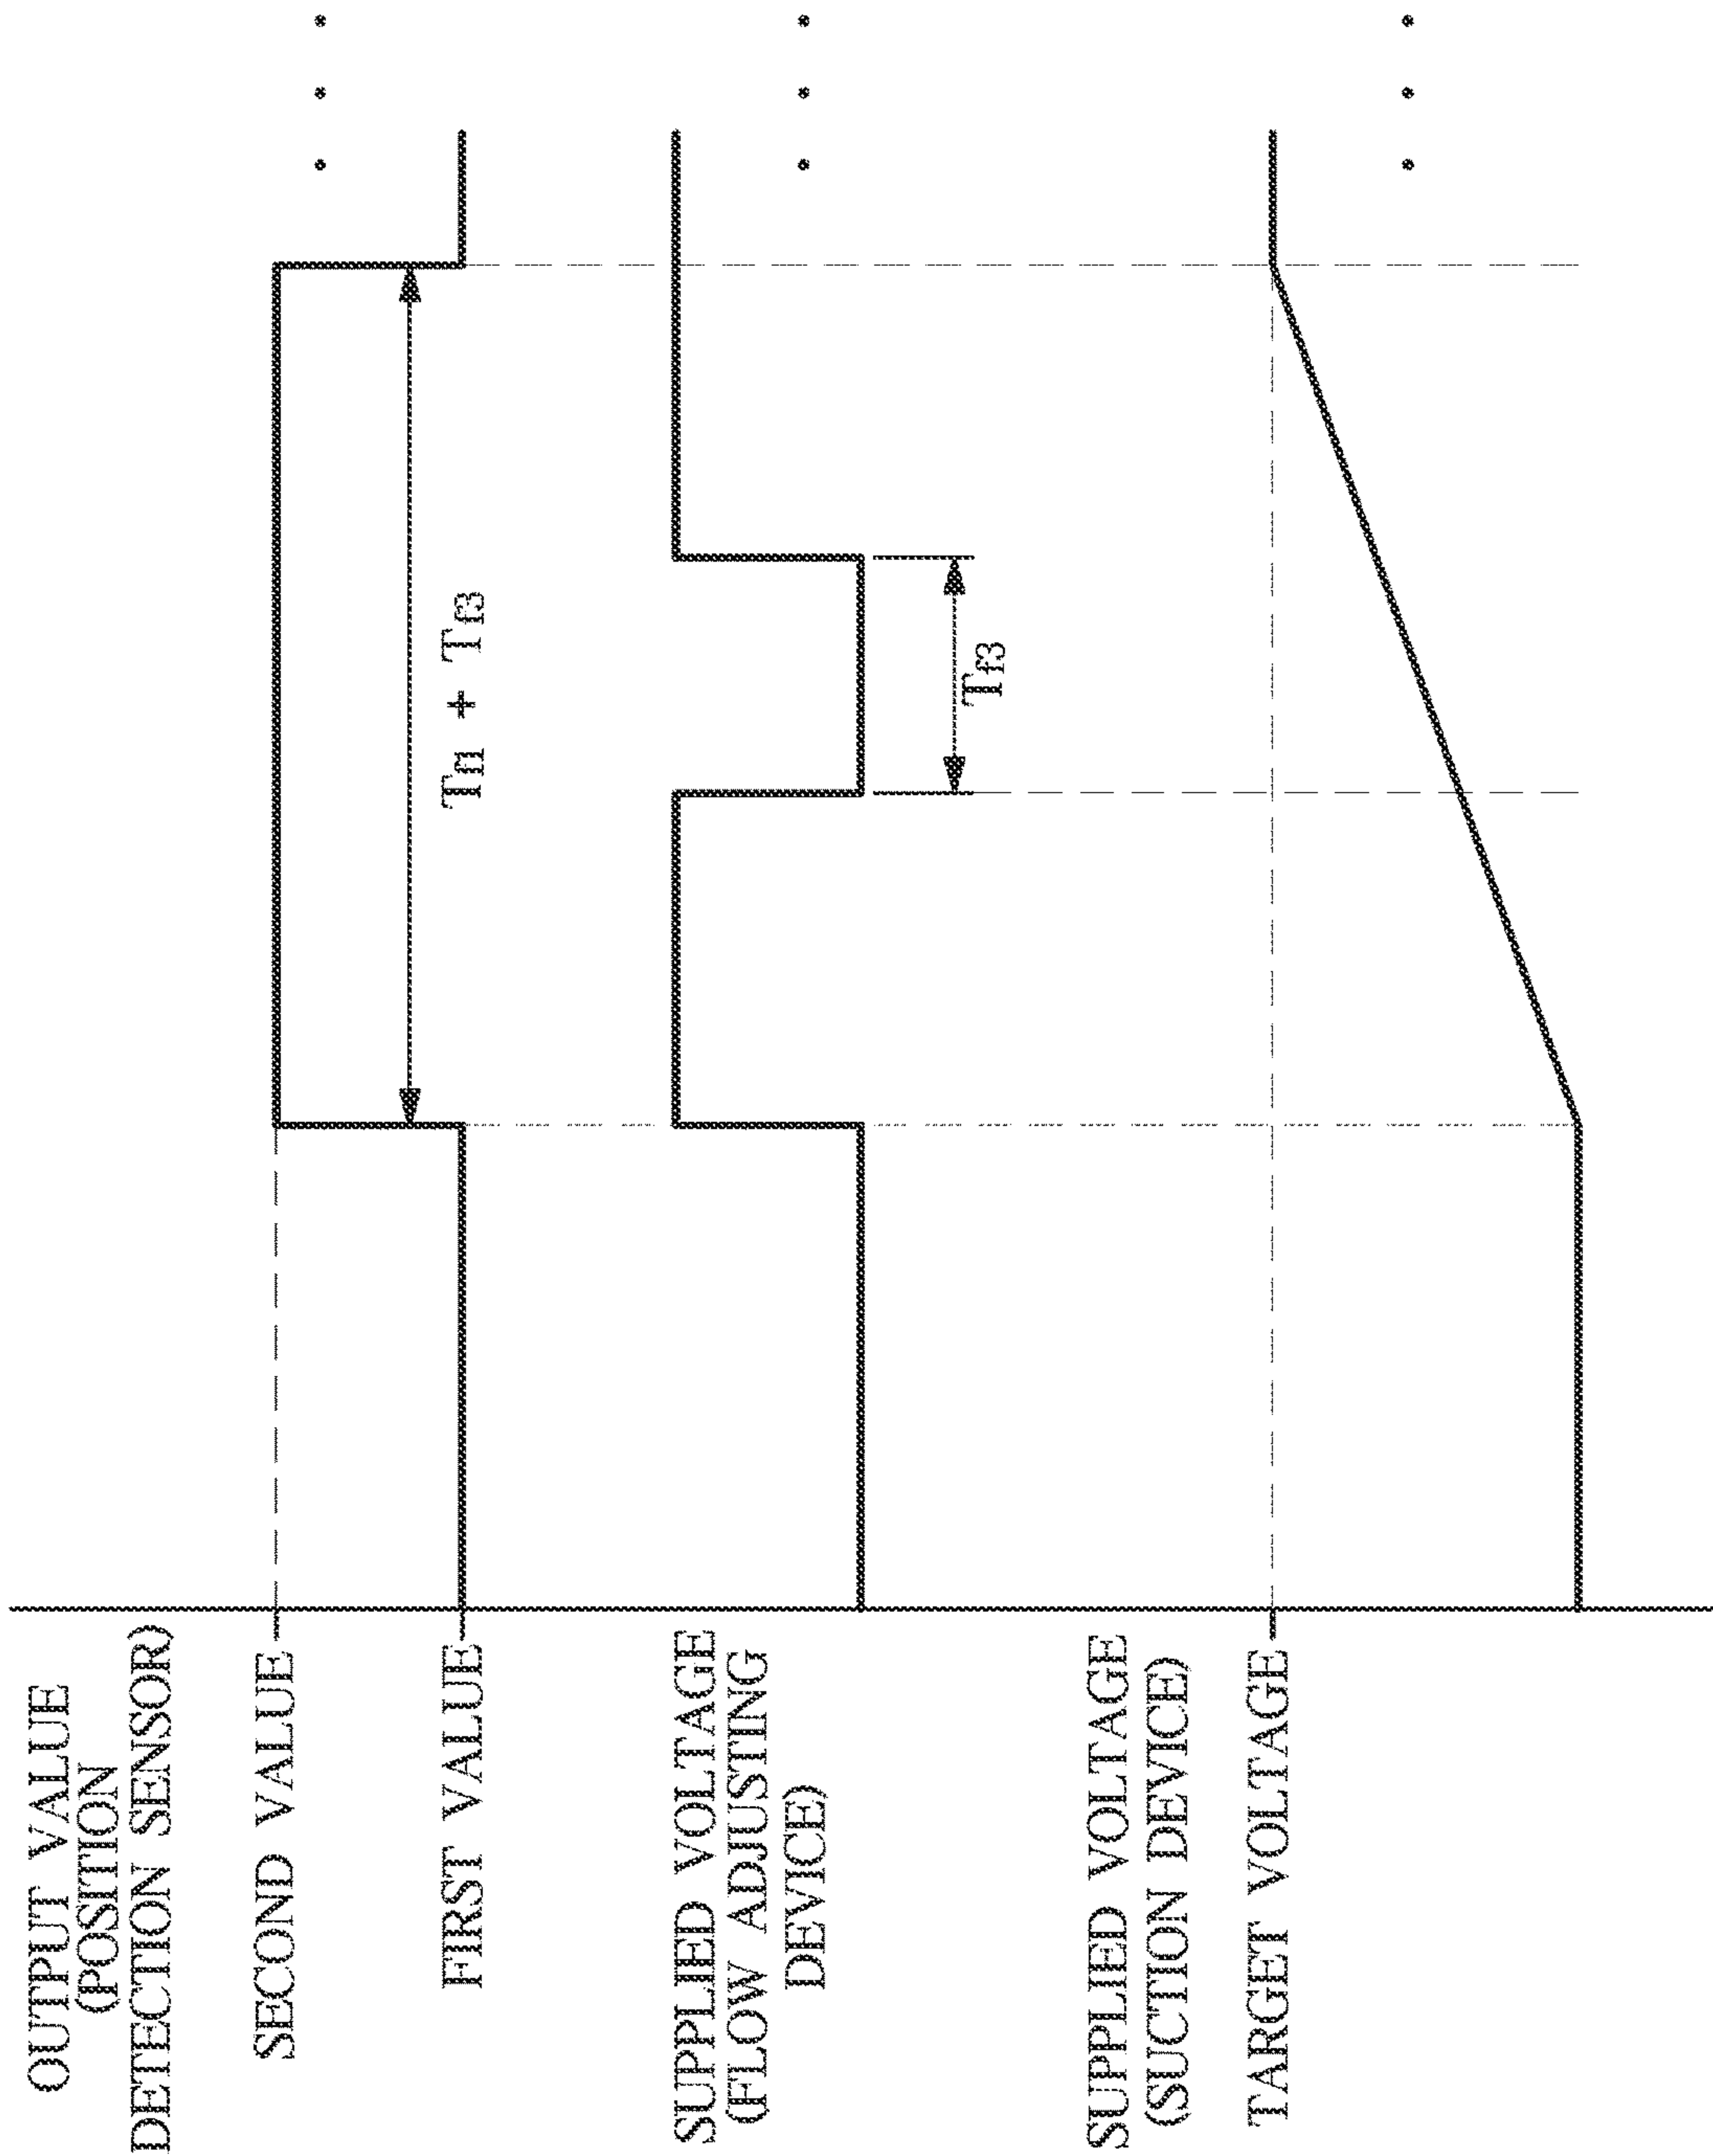 OUTPUT VALUE
(POSITION
DETECTION SENSOR)
SECOND VALUE
FIRST VALUE
Tn + Tf3
SUPPLIED VOLTAGE
(FLOW ADJUSTING
DEVICE)
Tf3
SUPPLIED VOLTAGE
(SUCTION DEVICE)
TARGET VOLTAGE